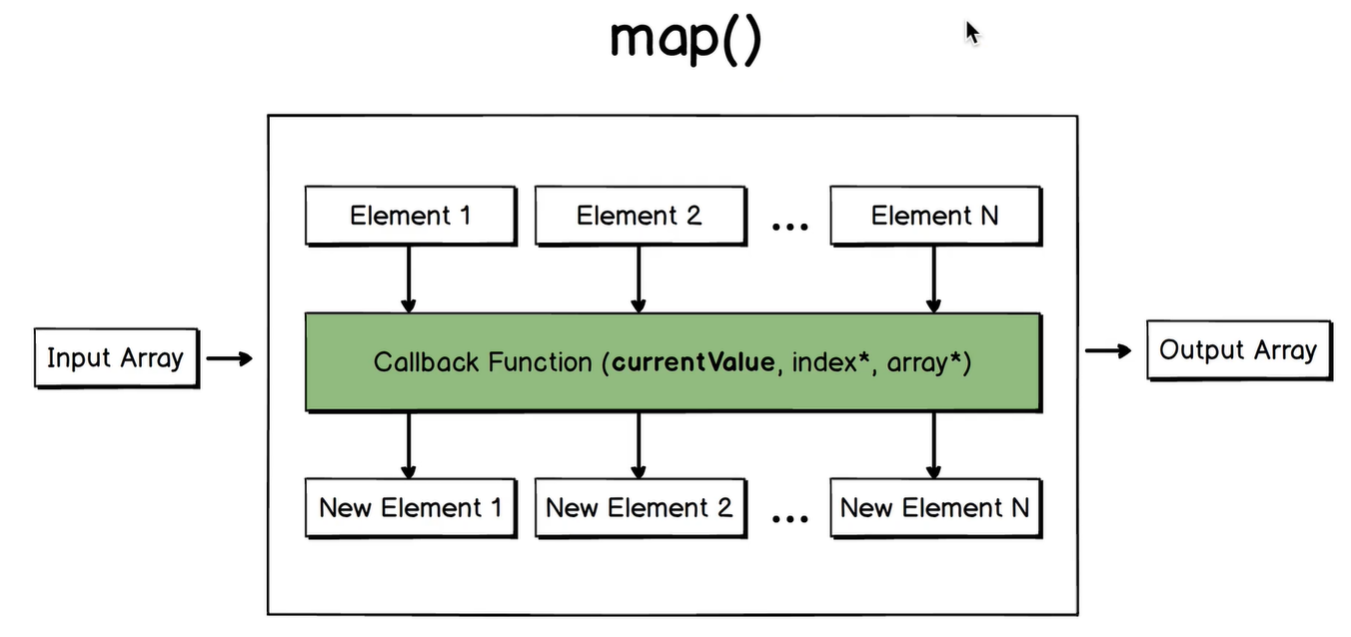 map()
Element 1
Element 2
...
Element N
Input Array
Callback Function (currentValue, index*, array*)
Output Array
New Element 1
New Element 2
...
New Element N